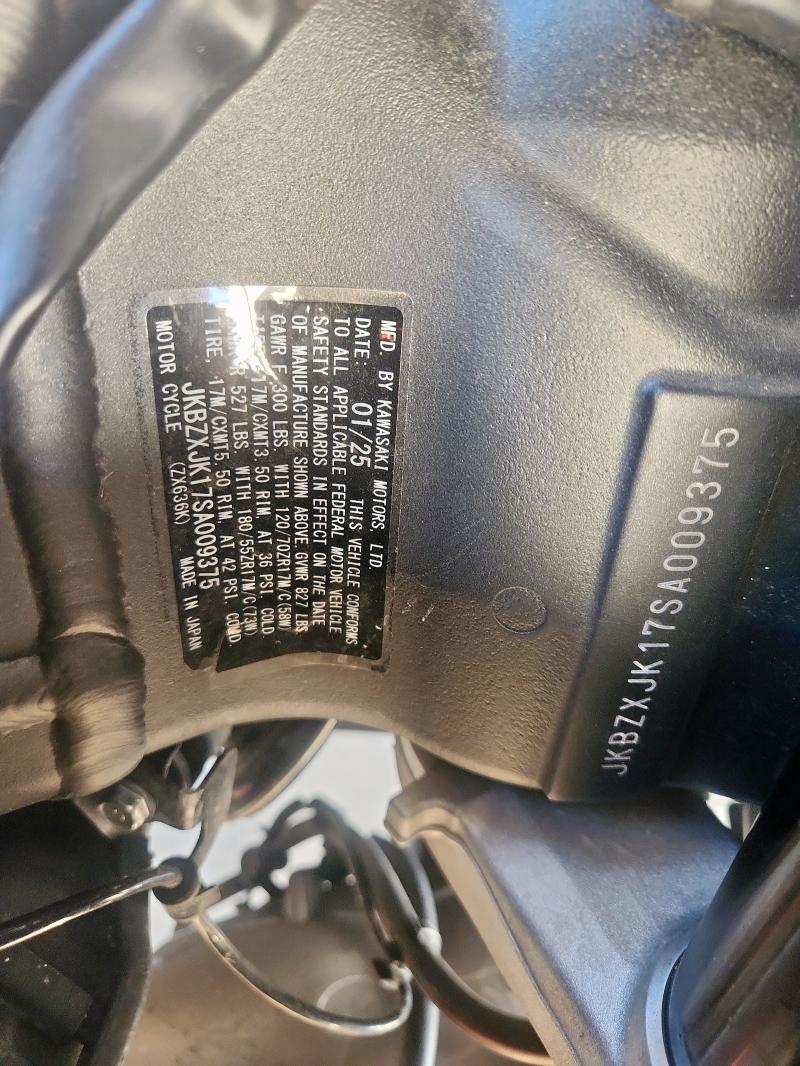 MFD. BY KAWASAKI MOTORS, LTD.
DATE: 01/25 THIS VEHICLE CONFORMS
TO ALL APPLICABLE FEDERAL MOTOR VEHICLE
SAFETY STANDARDS IN EFFECT ON THE DATE
OF MANUFACTURE SHOWN ABOVE. GVWR 827 LBS
GAWR F 300 LBS. WITH 120/70ZR17M/C(58W)
17M/CXMT3.50 RIM, AT 36 PSI. COLD
527 LBS WITH 180/55ZR17M/C(73W)
TIRE, 17M/CXMT5.50 RIM, AT 42 PSI. COLD,
JKBZXJK17SA009375
MOTOR CYCLE (ZX636K) MADE IN JAPAN
JKBZXJK17SA009375